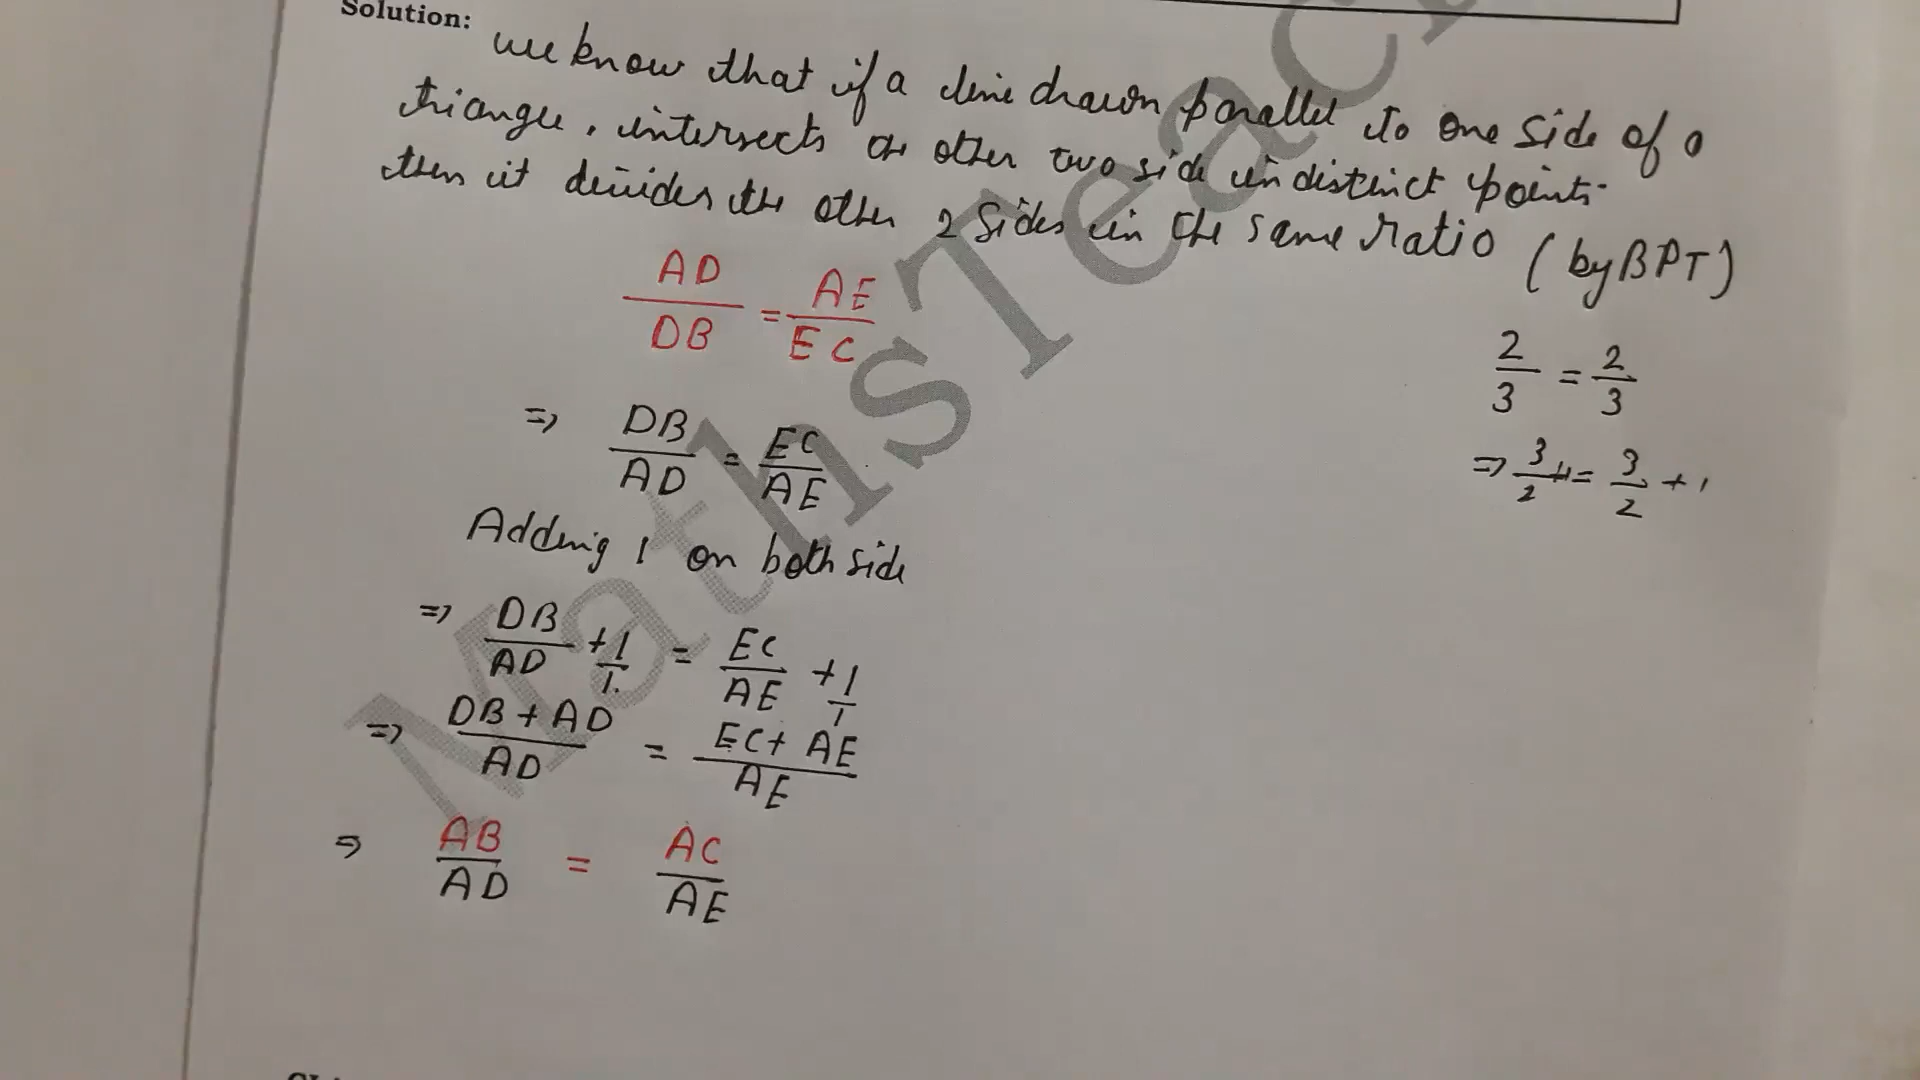 Solution:
we know that if a line drawn parallel to one side of a
triangle, intersects the other two side in distinct points.
then it divides the other 2 sides in the same ratio (by BPT)
AD/DB = AE/EC
2/3 = 2/3
=> DB/AD = EC/AE
=> 3/2 +1 = 3/2 + 1
Adding 1 on both side
=> DB/AD + 1/1. = EC/AE + 1/1
=> DB + AD/AD = EC + AE/AE
=> AB/AD = AC/AE